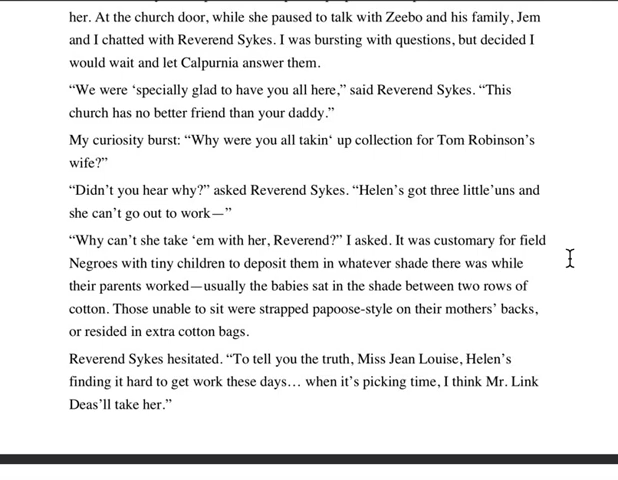 her. At the church door, while she paused to talk with Zeebo and his family, Jem
and I chatted with Reverend Sykes. I was bursting with questions, but decided I
would wait and let Calpurnia answer them.
“We were ‘specially glad to have you all here,” said Reverend Sykes. “This
church has no better friend than your daddy.”
My curiosity burst: “Why were you all takin‘ up collection for Tom Robinson’s
wife?”
“Didn’t you hear why?” asked Reverend Sykes. “Helen’s got three little’uns and
she can’t go out to work—”
“Why can’t she take ‘em with her, Reverend?” I asked. It was customary for field
Negroes with tiny children to deposit them in whatever shade there was while
their parents worked—usually the babies sat in the shade between two rows of
cotton. Those unable to sit were strapped papoose-style on their mothers’ backs,
or resided in extra cotton bags.
Reverend Sykes hesitated. “To tell you the truth, Miss Jean Louise, Helen’s
finding it hard to get work these days… when it’s picking time, I think Mr. Link
Deas’ll take her.”